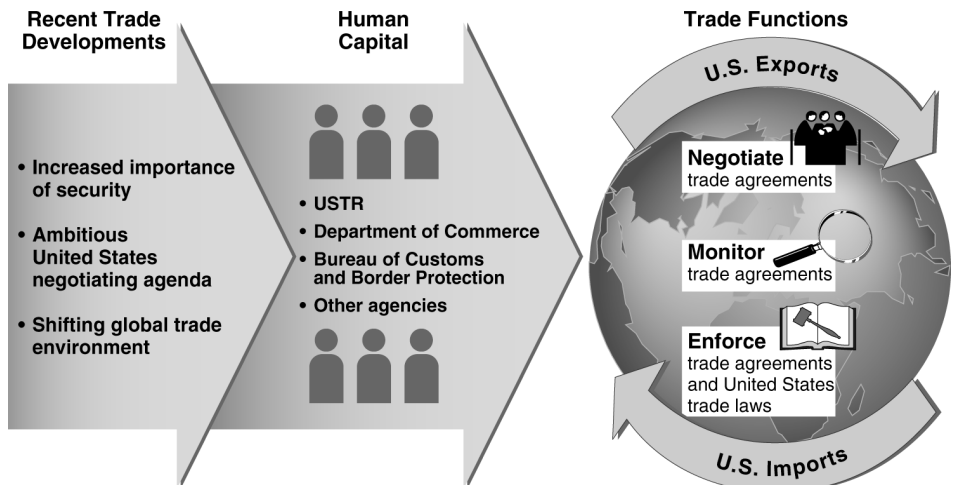 Recent Trade
Developments
• Increased importance
of security
• Ambitious
United States
negotiating agenda
• Shifting global trade
environment
Human
Capital
• USTR
• Department of Commerce
• Bureau of Customs
and Border Protection
• Other agencies
Trade Functions
U.S. Exports
Negotiate
trade agreements
Monitor
trade agreements
Enforce
trade agreements
and United States
trade laws
U.S. Imports